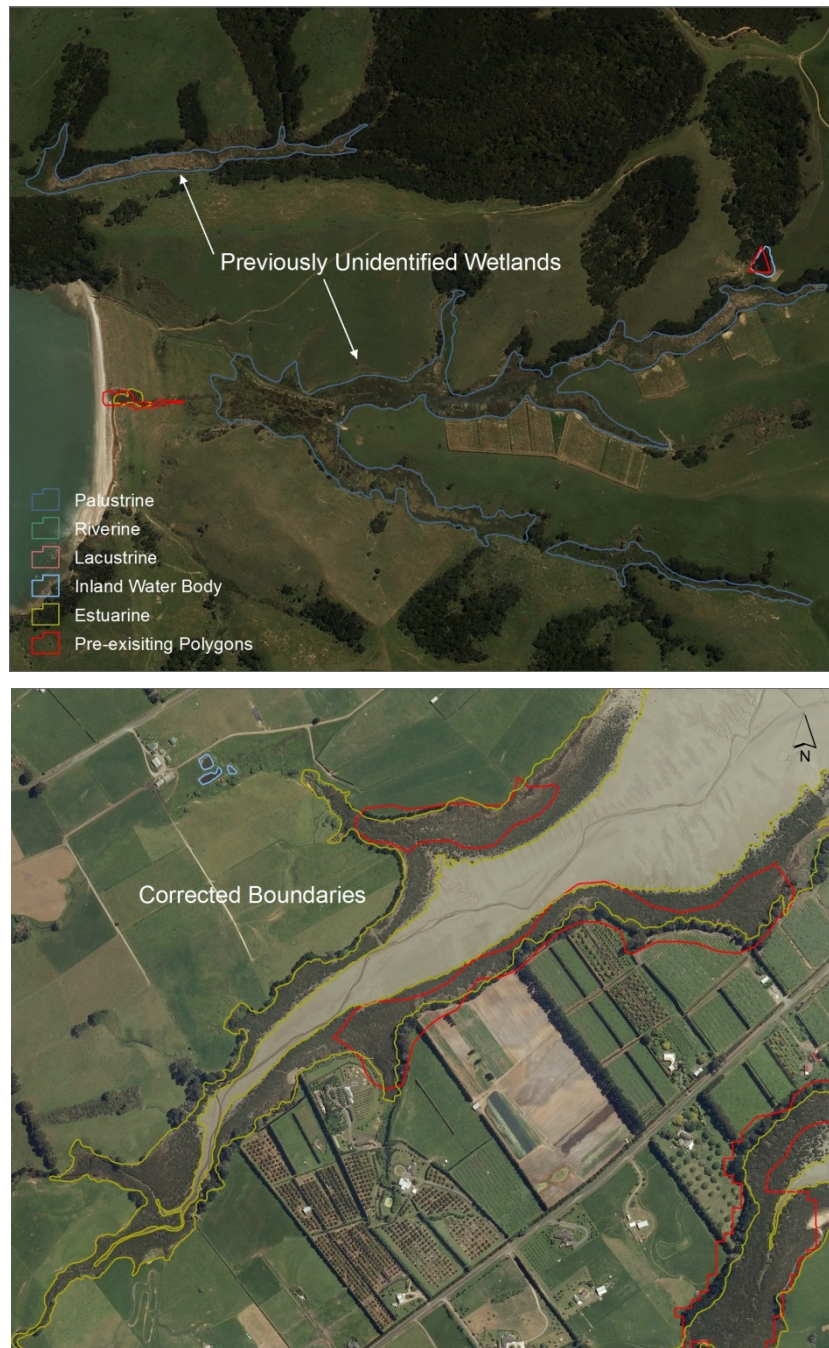 Previously Unidentified Wetlands
Palustrine
Riverine
Lacustrine
Inland Water Body
Estuarine
Pre-exisiting Polygons
N
Corrected Boundaries